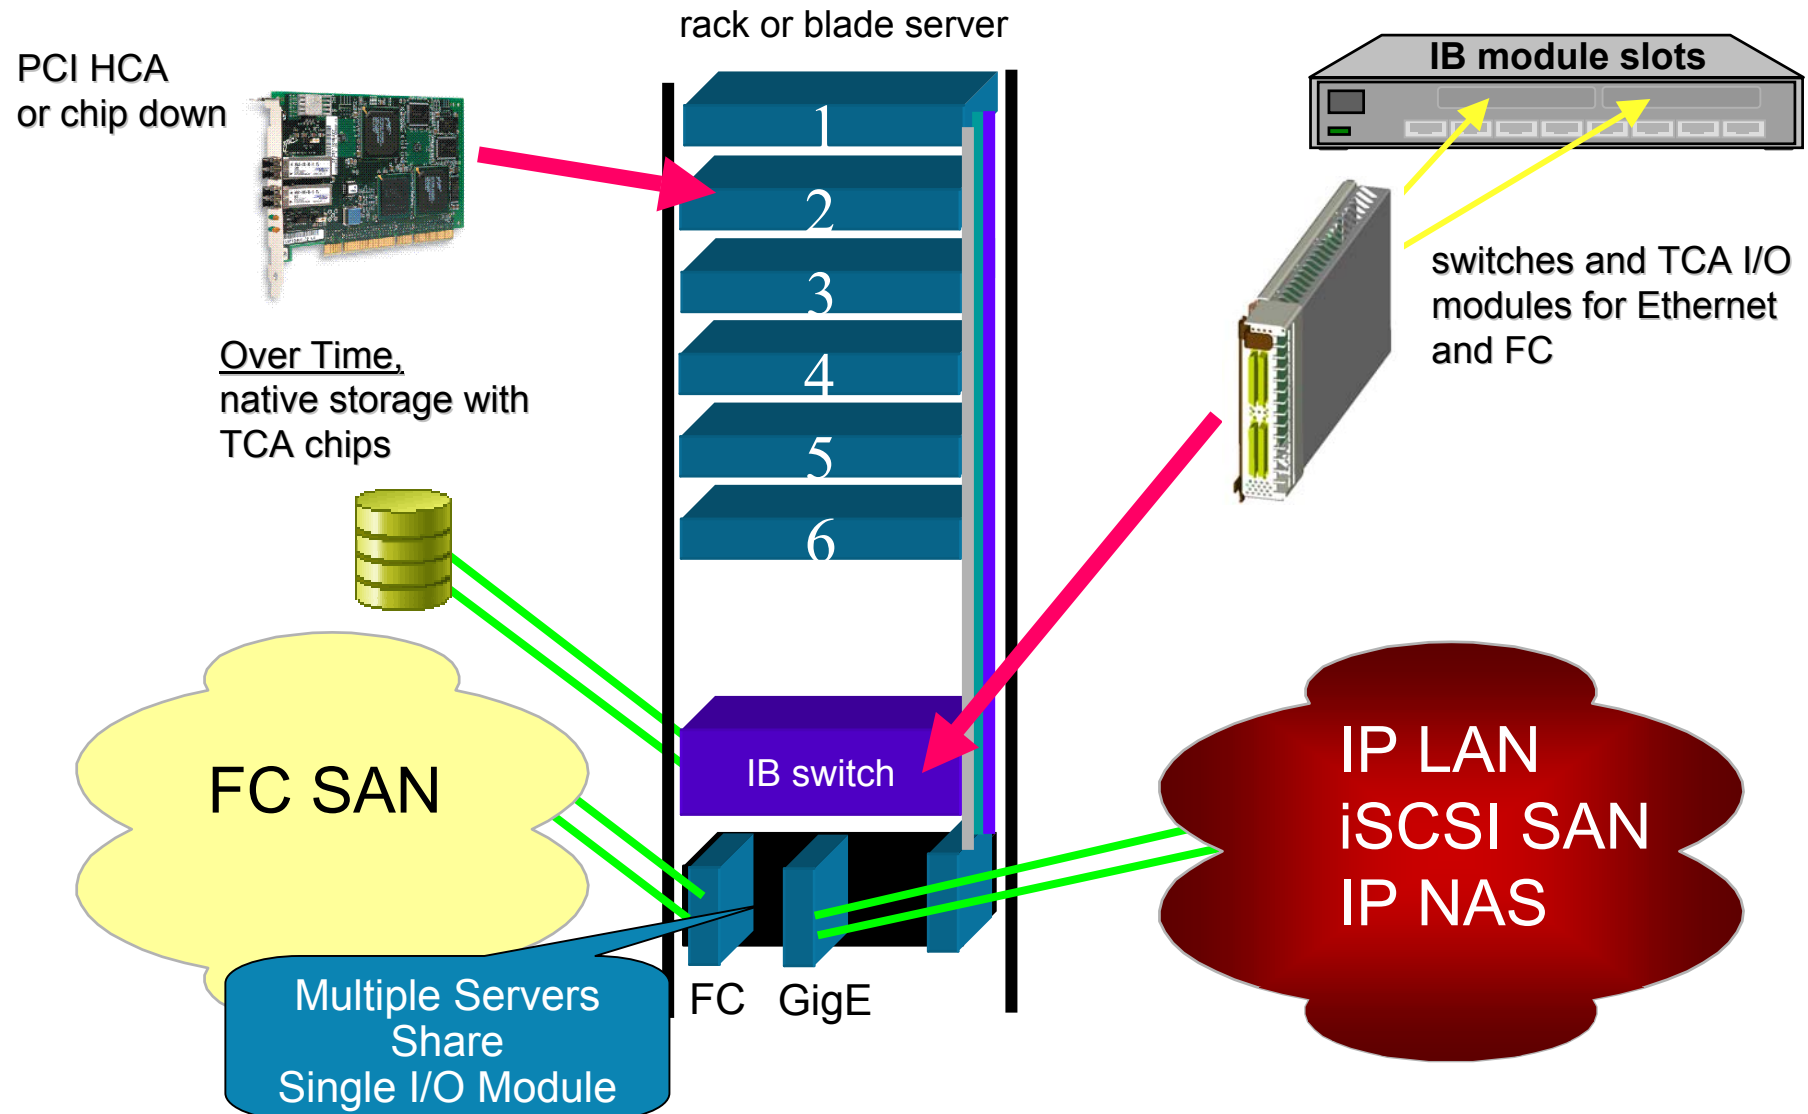 rack or blade server
PCI HCA
or chip down
IB module slots
1
2
3
4
5
6
switches and TCA I/O
modules for Ethernet
and FC
Over Time,
native storage with
TCA chips
IB switch
FC SAN
IP LAN
iSCSI SAN
IP NAS
FC
GigE
Multiple Servers
Share
Single I/O Module